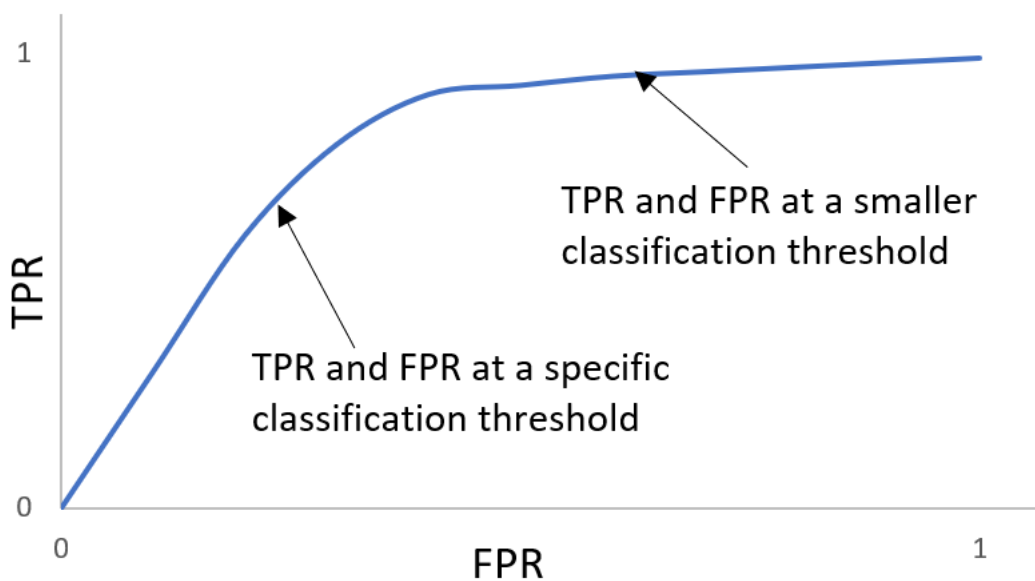 1
TPR and FPR at a smaller
classification threshold
TPR
TPR and FPR at a specific
classification threshold
0
0
FPR
1